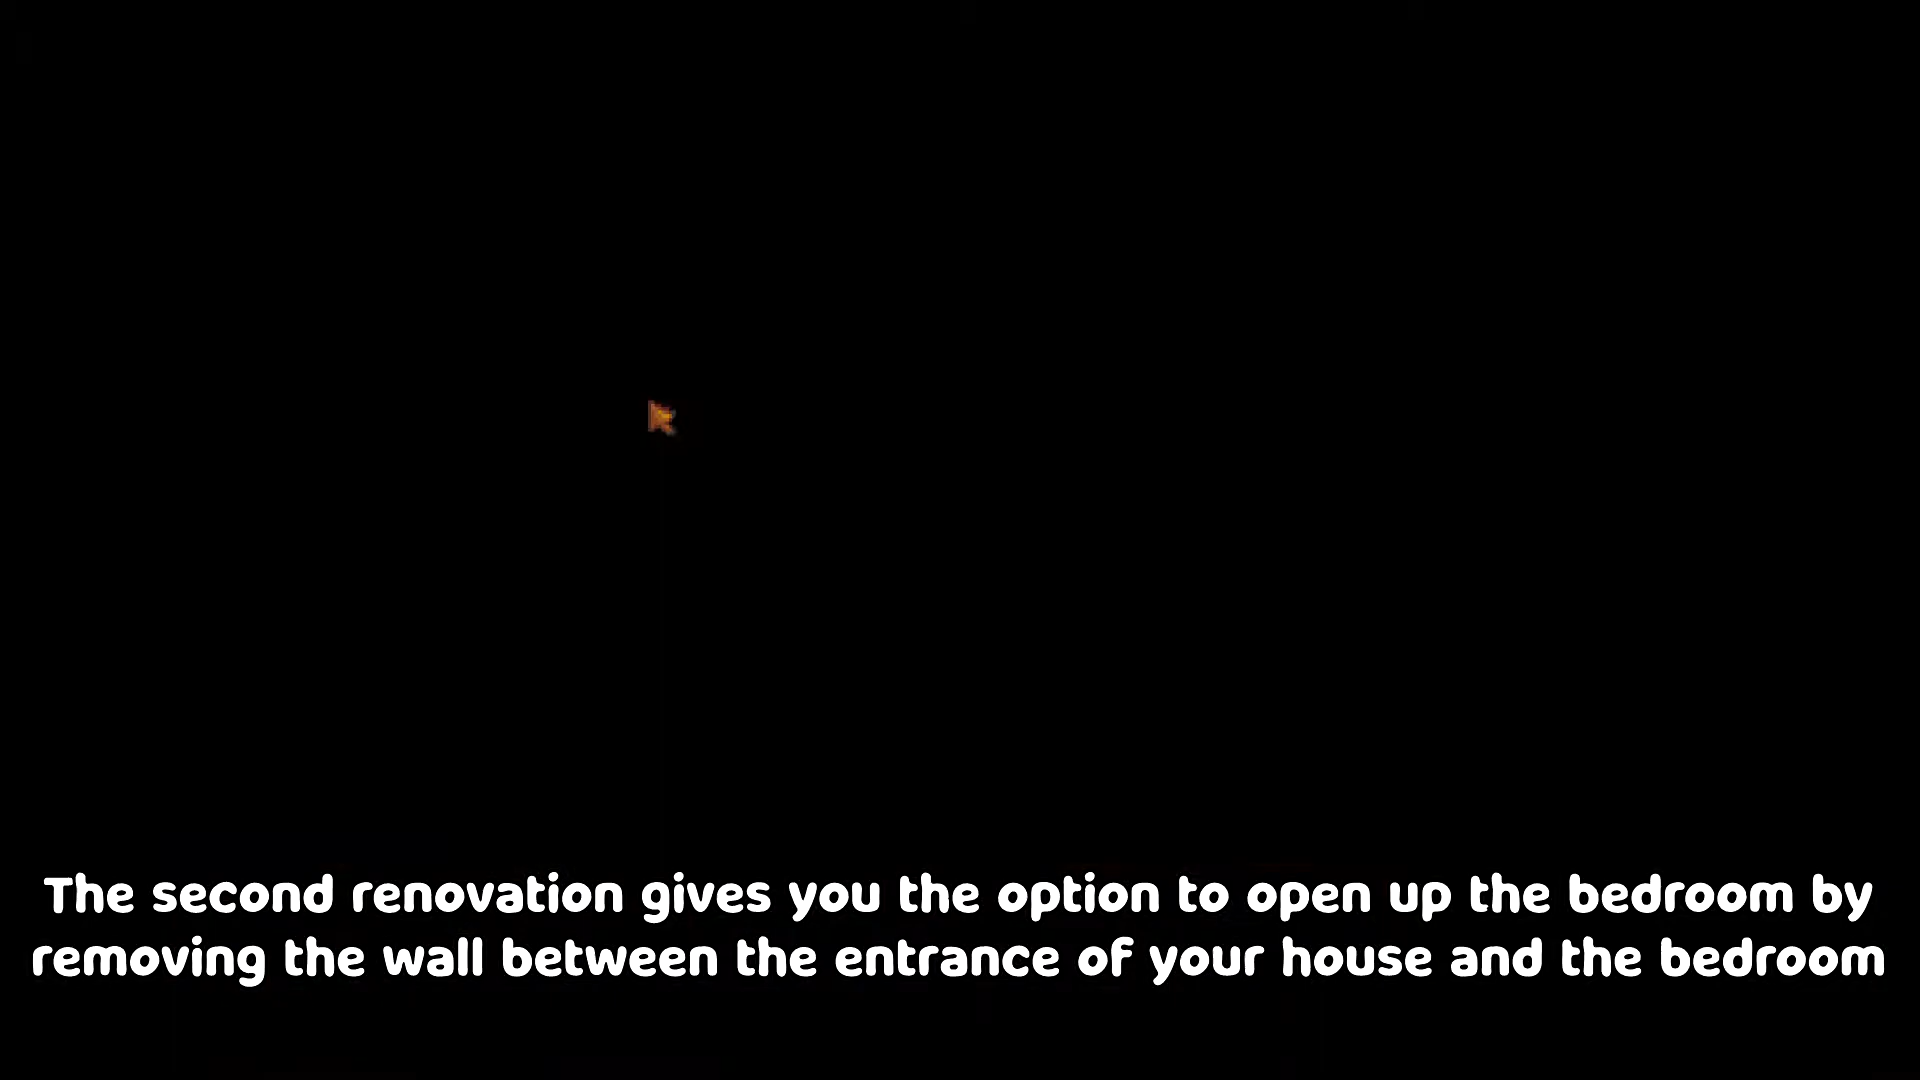 The second renovation gives you the option to open up the bedroom by
removing the wall between the entrance of your house and the bedroom